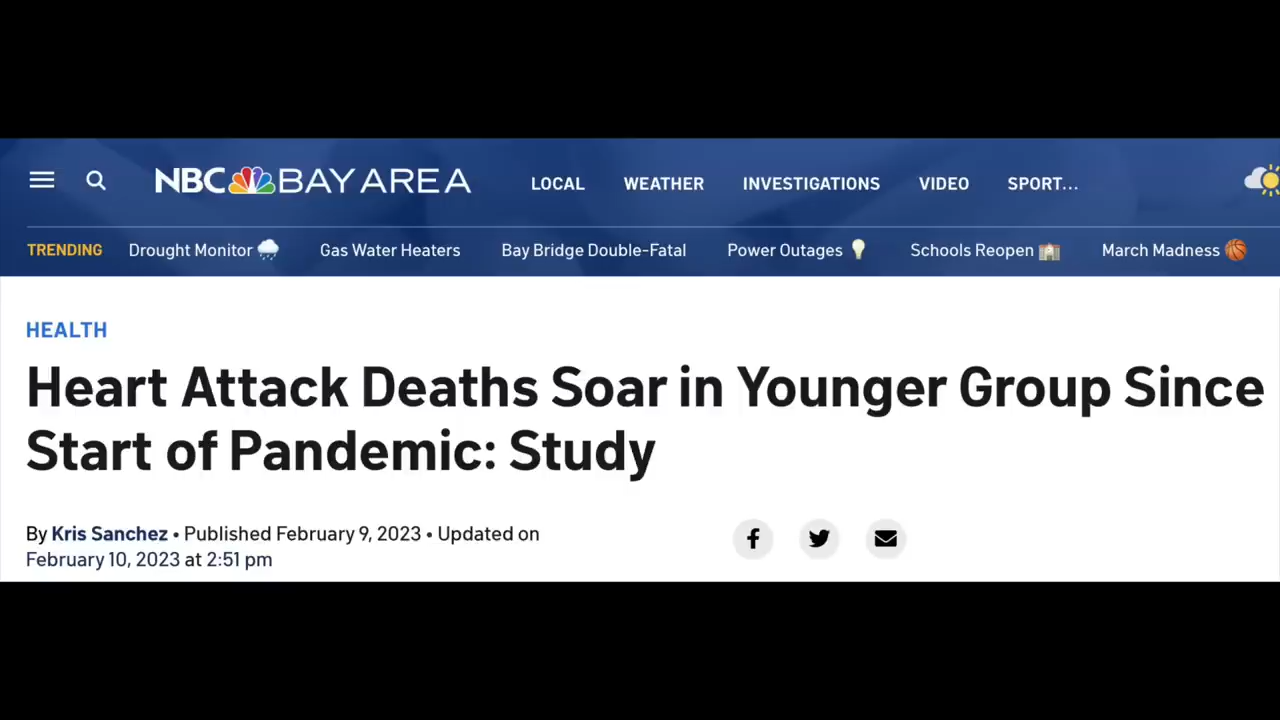 NBC BAY AREA LOCAL WEATHER INVESTIGATIONS VIDEO SPORT...
TRENDING Drought Monitor 🌧️ Gas Water Heaters Bay Bridge Double-Fatal Power Outages 💡 Schools Reopen 🏫 March Madness 🏀
HEALTH
Heart Attack Deaths Soar in Younger Group Since
Start of Pandemic: Study
By Kris Sanchez • Published February 9, 2023 • Updated on
February 10, 2023 at 2:51 pm